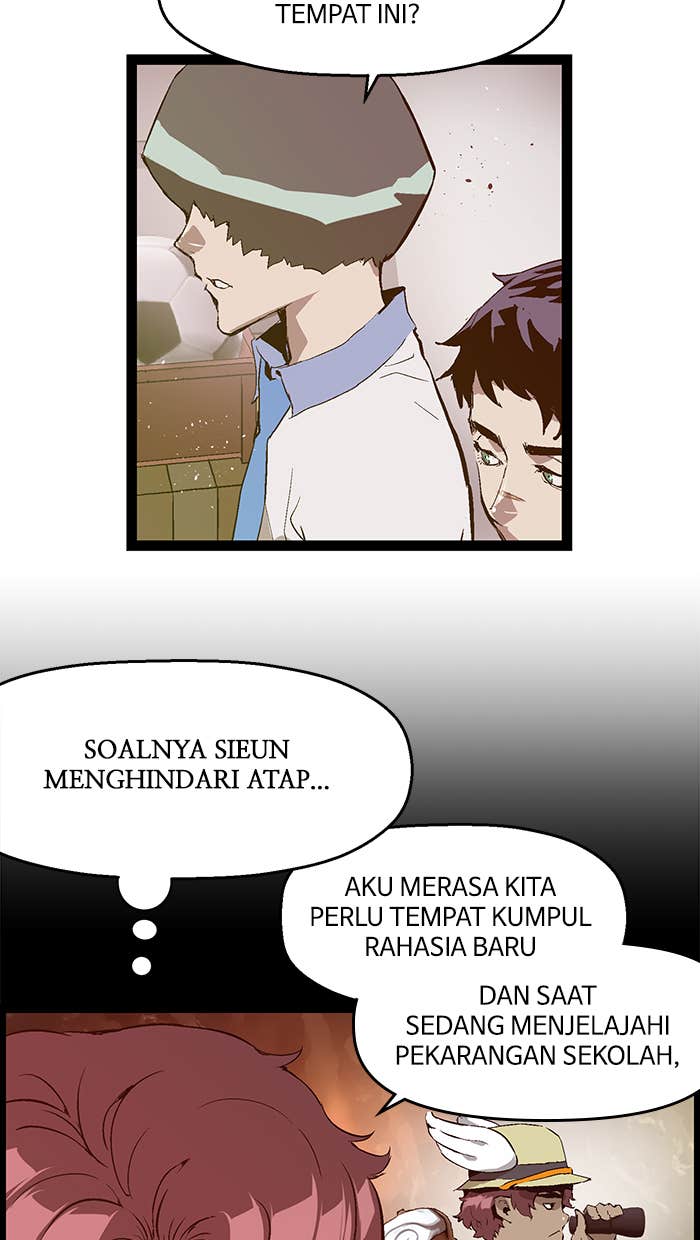 TEMPAT INI?
SOALNYA SIEUN
MENGHINDARI ATAP...
AKU MERASA KITA
PERLU TEMPAT KUMPUL
RAHASIA BARU
DAN SAAT
SEDANG MENJELAJAHI
PEKARANGAN SEKOLAH,